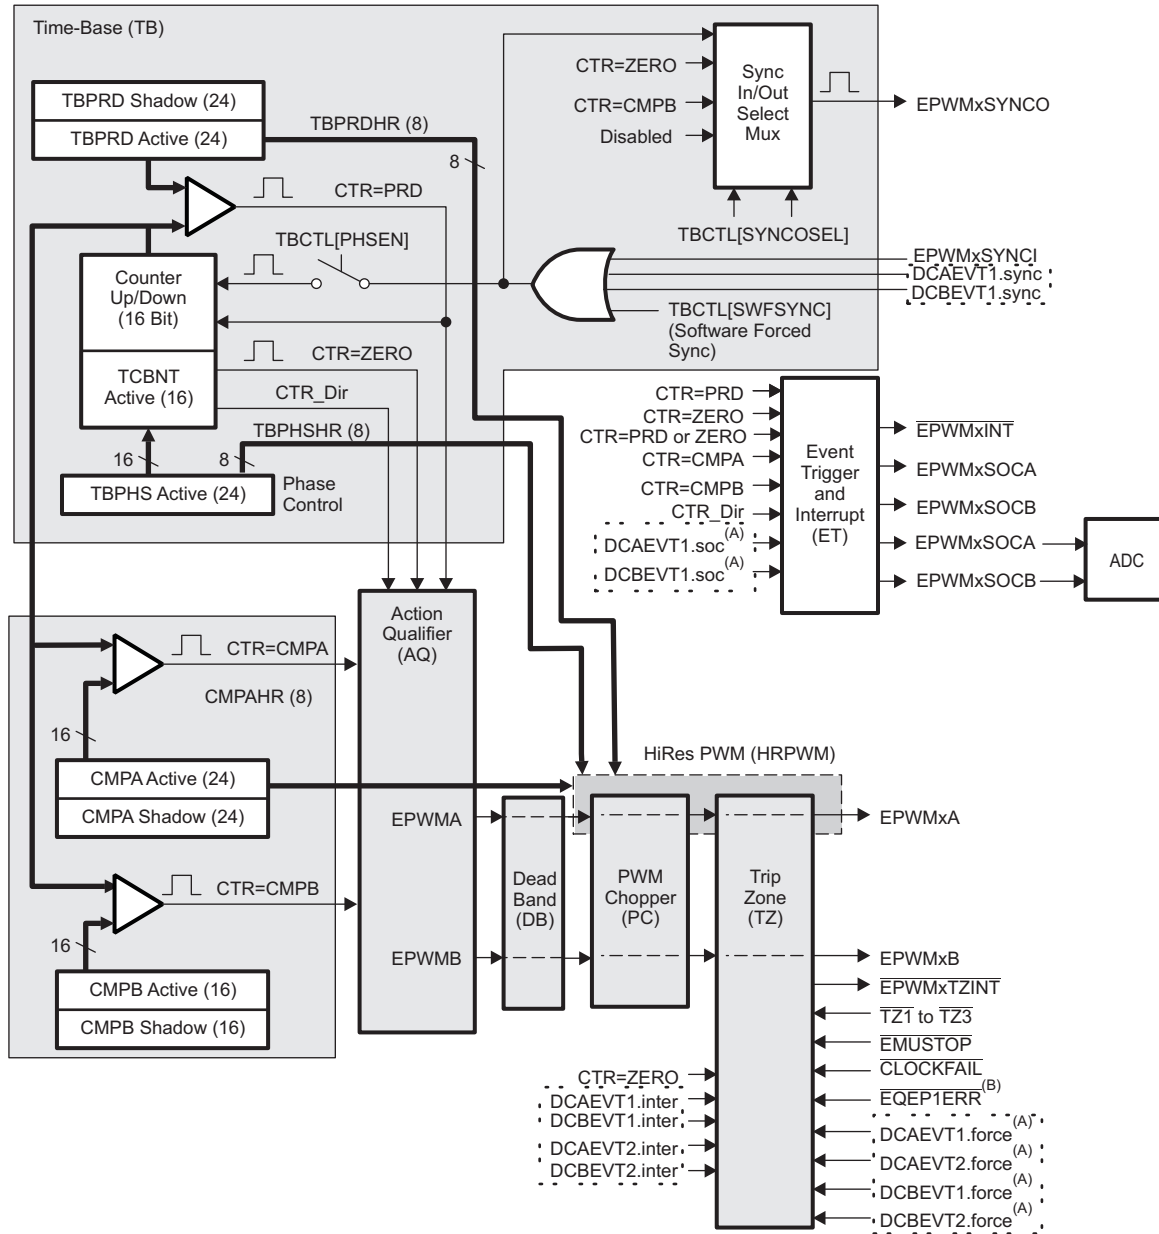 Time-Base (TB)
TBPRD Shadow (24)
TBPRD Active (24)
TBPRDHR (8)
8
CTR=PRD
TBCTL[PHSEN]
Counter
Up/Down
(16 Bit)
TCBNT
Active (16)
CTR=ZERO
CTR_Dir
TBPHSHR (8)
16
8
TBPHS Active (24)
Phase
Control
CTR=ZERO
CTR=CMPB
Disabled
Sync
In/Out
Select
Mux
EPWMxSYNCO
TBCTL[SYNCOSEL]
EPWMxSYNCI
DCAEVT1.sync
DCBEVT1.sync
TBCTL[SWFSYNC]
(Software Forced
Sync)
CTR=PRD
CTR=ZERO
CTR=PRD or ZERO
CTR=CMPA
CTR=CMPB
CTR_Dir
DCAEVT1.soc(A)
DCBEVT1.soc(A)
Event
Trigger
and
Interrupt
(ET)
EPWMxINT
EPWMxSOCA
EPWMxSOCB
EPWMxSOCA
EPWMxSOCB
ADC
Action
Qualifier
(AQ)
CTR=CMPA
CMPAHR (8)
16
CMPA Active (24)
CMPA Shadow (24)
CTR=CMPB
16
CMPB Active (16)
CMPB Shadow (16)
EPWMA
EPWMB
HiRes PWM (HRPWM)
Dead
Band
(DB)
PWM
Chopper
(PC)
Trip
Zone
(TZ)
EPWMxA
EPWMxB
EPWMxTZINT
TZ1 to TZ3
EMUSTOP
CLOCKFAIL
EQEP1ERR(B)
DCAEVT1.force(A)
DCAEVT2.force(A)
DCBEVT1.force(A)
DCBEVT2.force(A)
CTR=ZERO
DCAEVT1.inter
DCBEVT1.inter
DCAEVT2.inter
DCBEVT2.inter